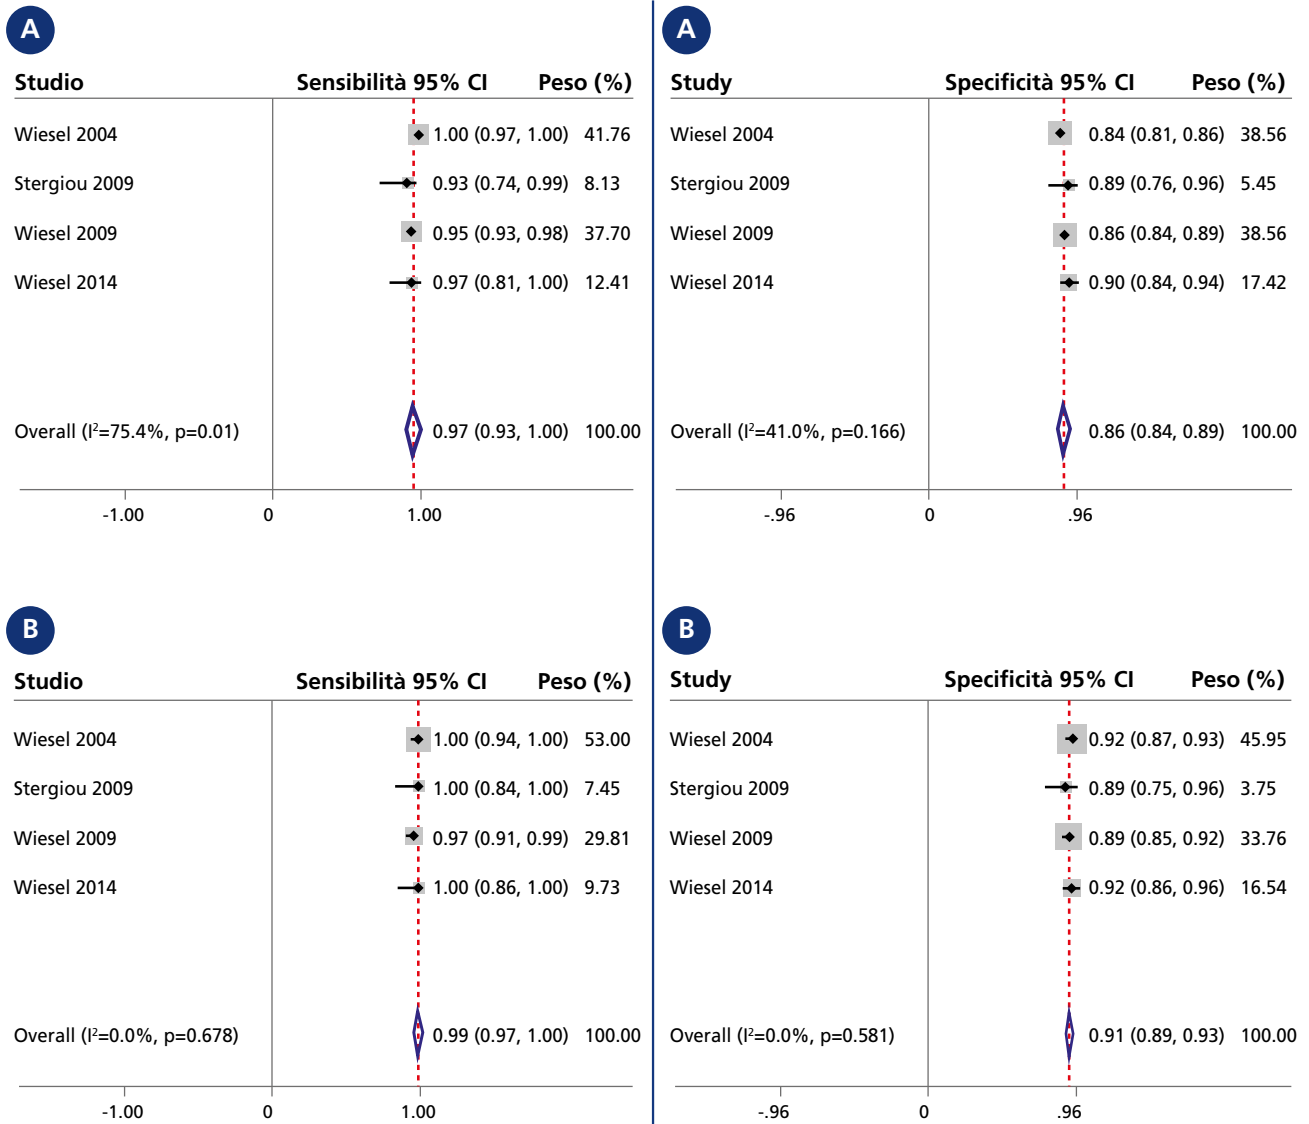 A
Studio Sensibilità 95% CI Peso (%)
Wiesel 2004 1.00 (0.97, 1.00) 41.76
Stergiou 2009 0.93 (0.74, 0.99) 8.13
Wiesel 2009 0.95 (0.93, 0.98) 37.70
Wiesel 2014 0.97 (0.81, 1.00) 12.41
Overall (I²=75.4%, p=0.01) 0.97 (0.93, 1.00) 100.00
-1.00 0 1.00
A
Study Specificità 95% CI Peso (%)
Wiesel 2004 0.84 (0.81, 0.86) 38.56
Stergiou 2009 0.89 (0.76, 0.96) 5.45
Wiesel 2009 0.86 (0.84, 0.89) 38.56
Wiesel 2014 0.90 (0.84, 0.94) 17.42
Overall (I²=41.0%, p=0.166) 0.86 (0.84, 0.89) 100.00
-.96 0 .96
B
Studio Sensibilità 95% CI Peso (%)
Wiesel 2004 1.00 (0.94, 1.00) 53.00
Stergiou 2009 1.00 (0.84, 1.00) 7.45
Wiesel 2009 0.97 (0.91, 0.99) 29.81
Wiesel 2014 1.00 (0.86, 1.00) 9.73
Overall (I²=0.0%, p=0.678) 0.99 (0.97, 1.00) 100.00
-1.00 0 1.00
B
Study Specificità 95% CI Peso (%)
Wiesel 2004 0.92 (0.87, 0.93) 45.95
Stergiou 2009 0.89 (0.75, 0.96) 3.75
Wiesel 2009 0.89 (0.85, 0.92) 33.76
Wiesel 2014 0.92 (0.86, 0.96) 16.54
Overall (I²=0.0%, p=0.581) 0.91 (0.89, 0.93) 100.00
-.96 0 .96